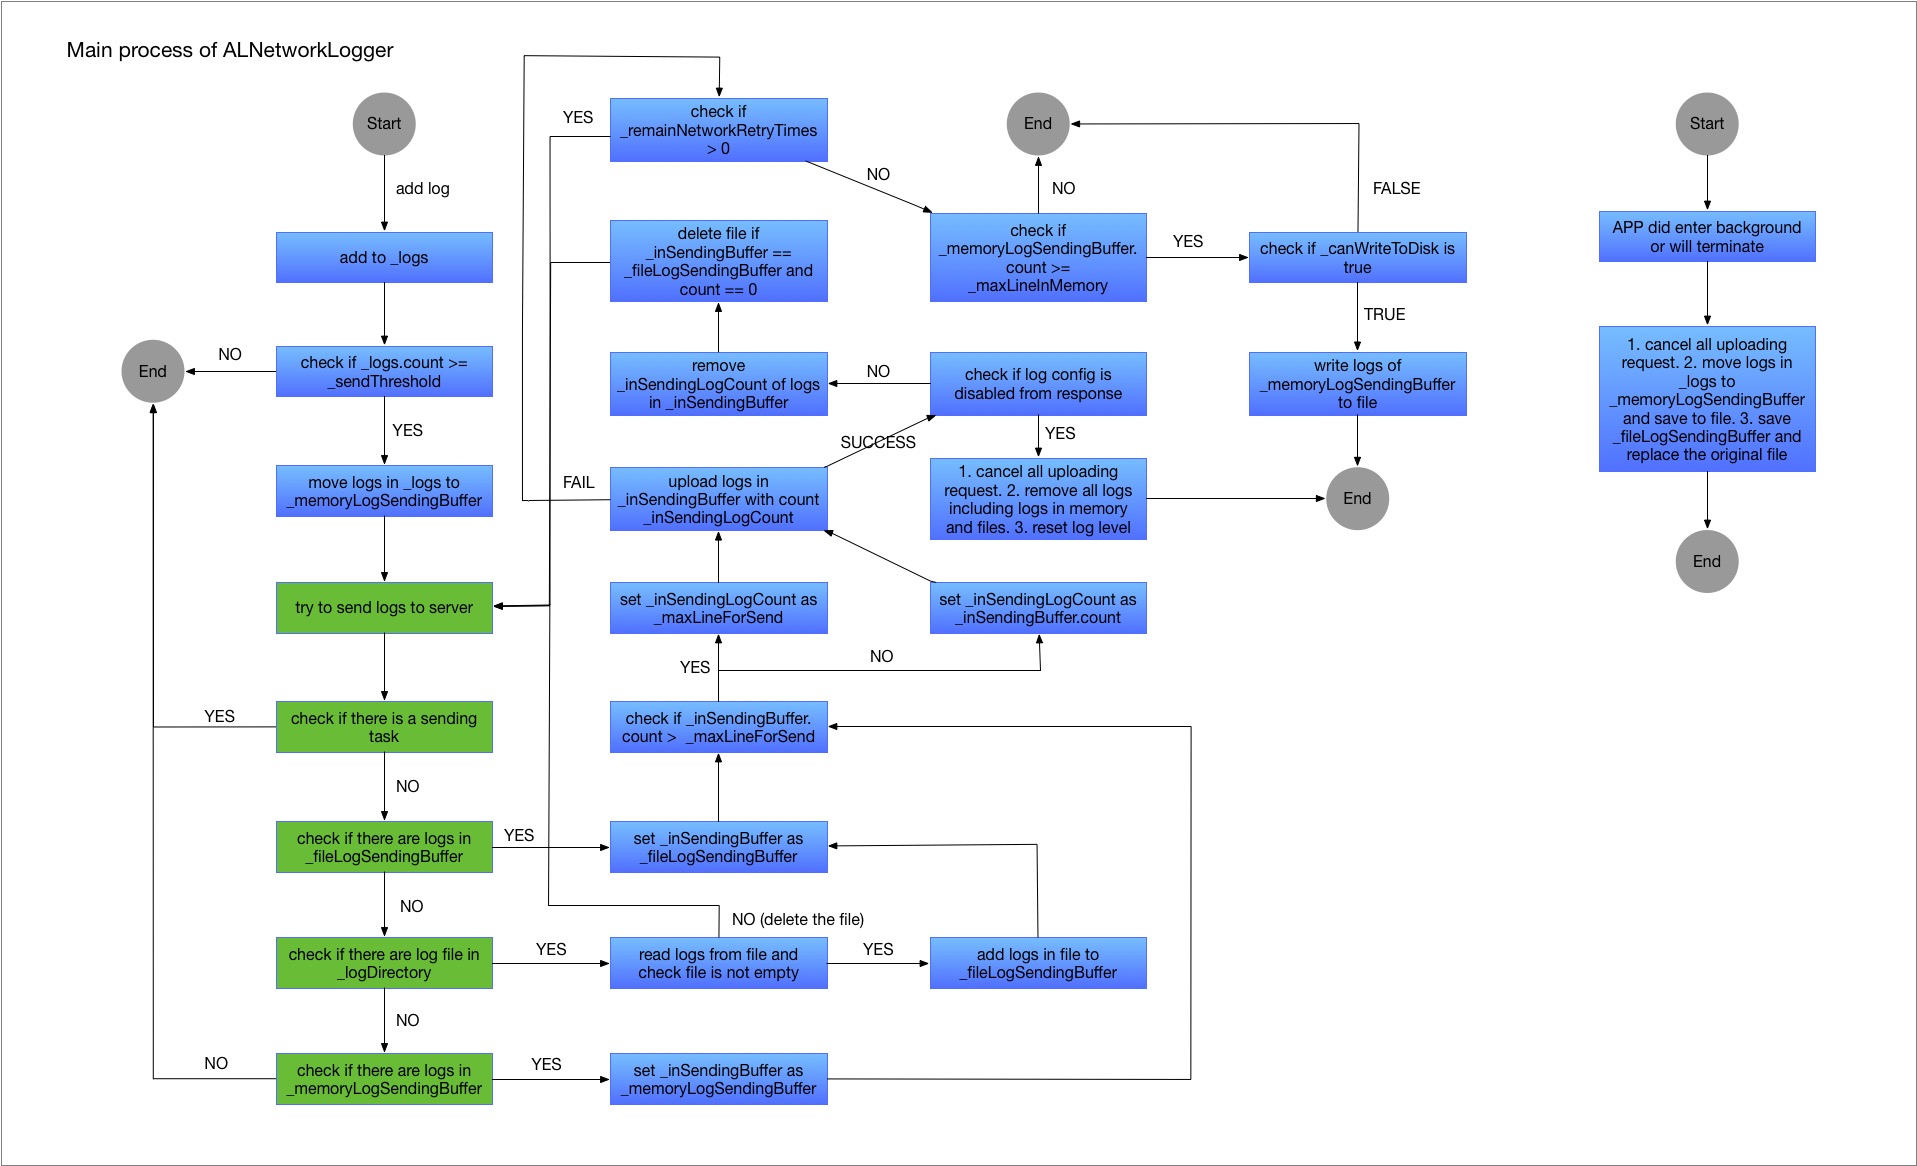 Main process of ALNetworkLogger
Start
add log
add to _logs
check if _logs.count >=
_sendThreshold
NO
End
YES
move logs in _logs to
_memoryLogSendingBuffer
try to send logs to server
check if there is a sending
task
YES
NO
check if there are logs in
_fileLogSendingBuffer
YES
NO
check if there are log file in
_logDirectory
YES
NO
check if there are logs in
_memoryLogSendingBuffer
NO
YES
check if
_remainNetworkRetryTimes
> 0
YES
NO
delete file if
_inSendingBuffer ==
_fileLogSendingBuffer and
count == 0
remove
_inSendingLogCount of logs
in _inSendingBuffer
NO
upload logs in
_inSendingBuffer with count
_inSendingLogCount
FAIL
SUCCESS
set _inSendingLogCount as
_maxLineForSend
set _inSendingLogCount as
_inSendingBuffer.count
YES
NO
check if _inSendingBuffer.
count > _maxLineForSend
set _inSendingBuffer as
_fileLogSendingBuffer
NO (delete the file)
read logs from file and
check file is not empty
YES
add logs in file to
_fileLogSendingBuffer
set _inSendingBuffer as
_memoryLogSendingBuffer
End
NO
check if
_memoryLogSendingBuffer.
count >=
_maxLineInMemory
YES
check if log config is
disabled from response
YES
1. cancel all uploading
request. 2. remove all logs
including logs in memory
and files. 3. reset log level
FALSE
check if _canWriteToDisk is
true
TRUE
write logs of
_memoryLogSendingBuffer
to file
End
Start
APP did enter background
or will terminate
1. cancel all uploading
request. 2. move logs in
_logs to
_memoryLogSendingBuffer
and save to file. 3. save
_fileLogSendingBuffer and
replace the original file
End